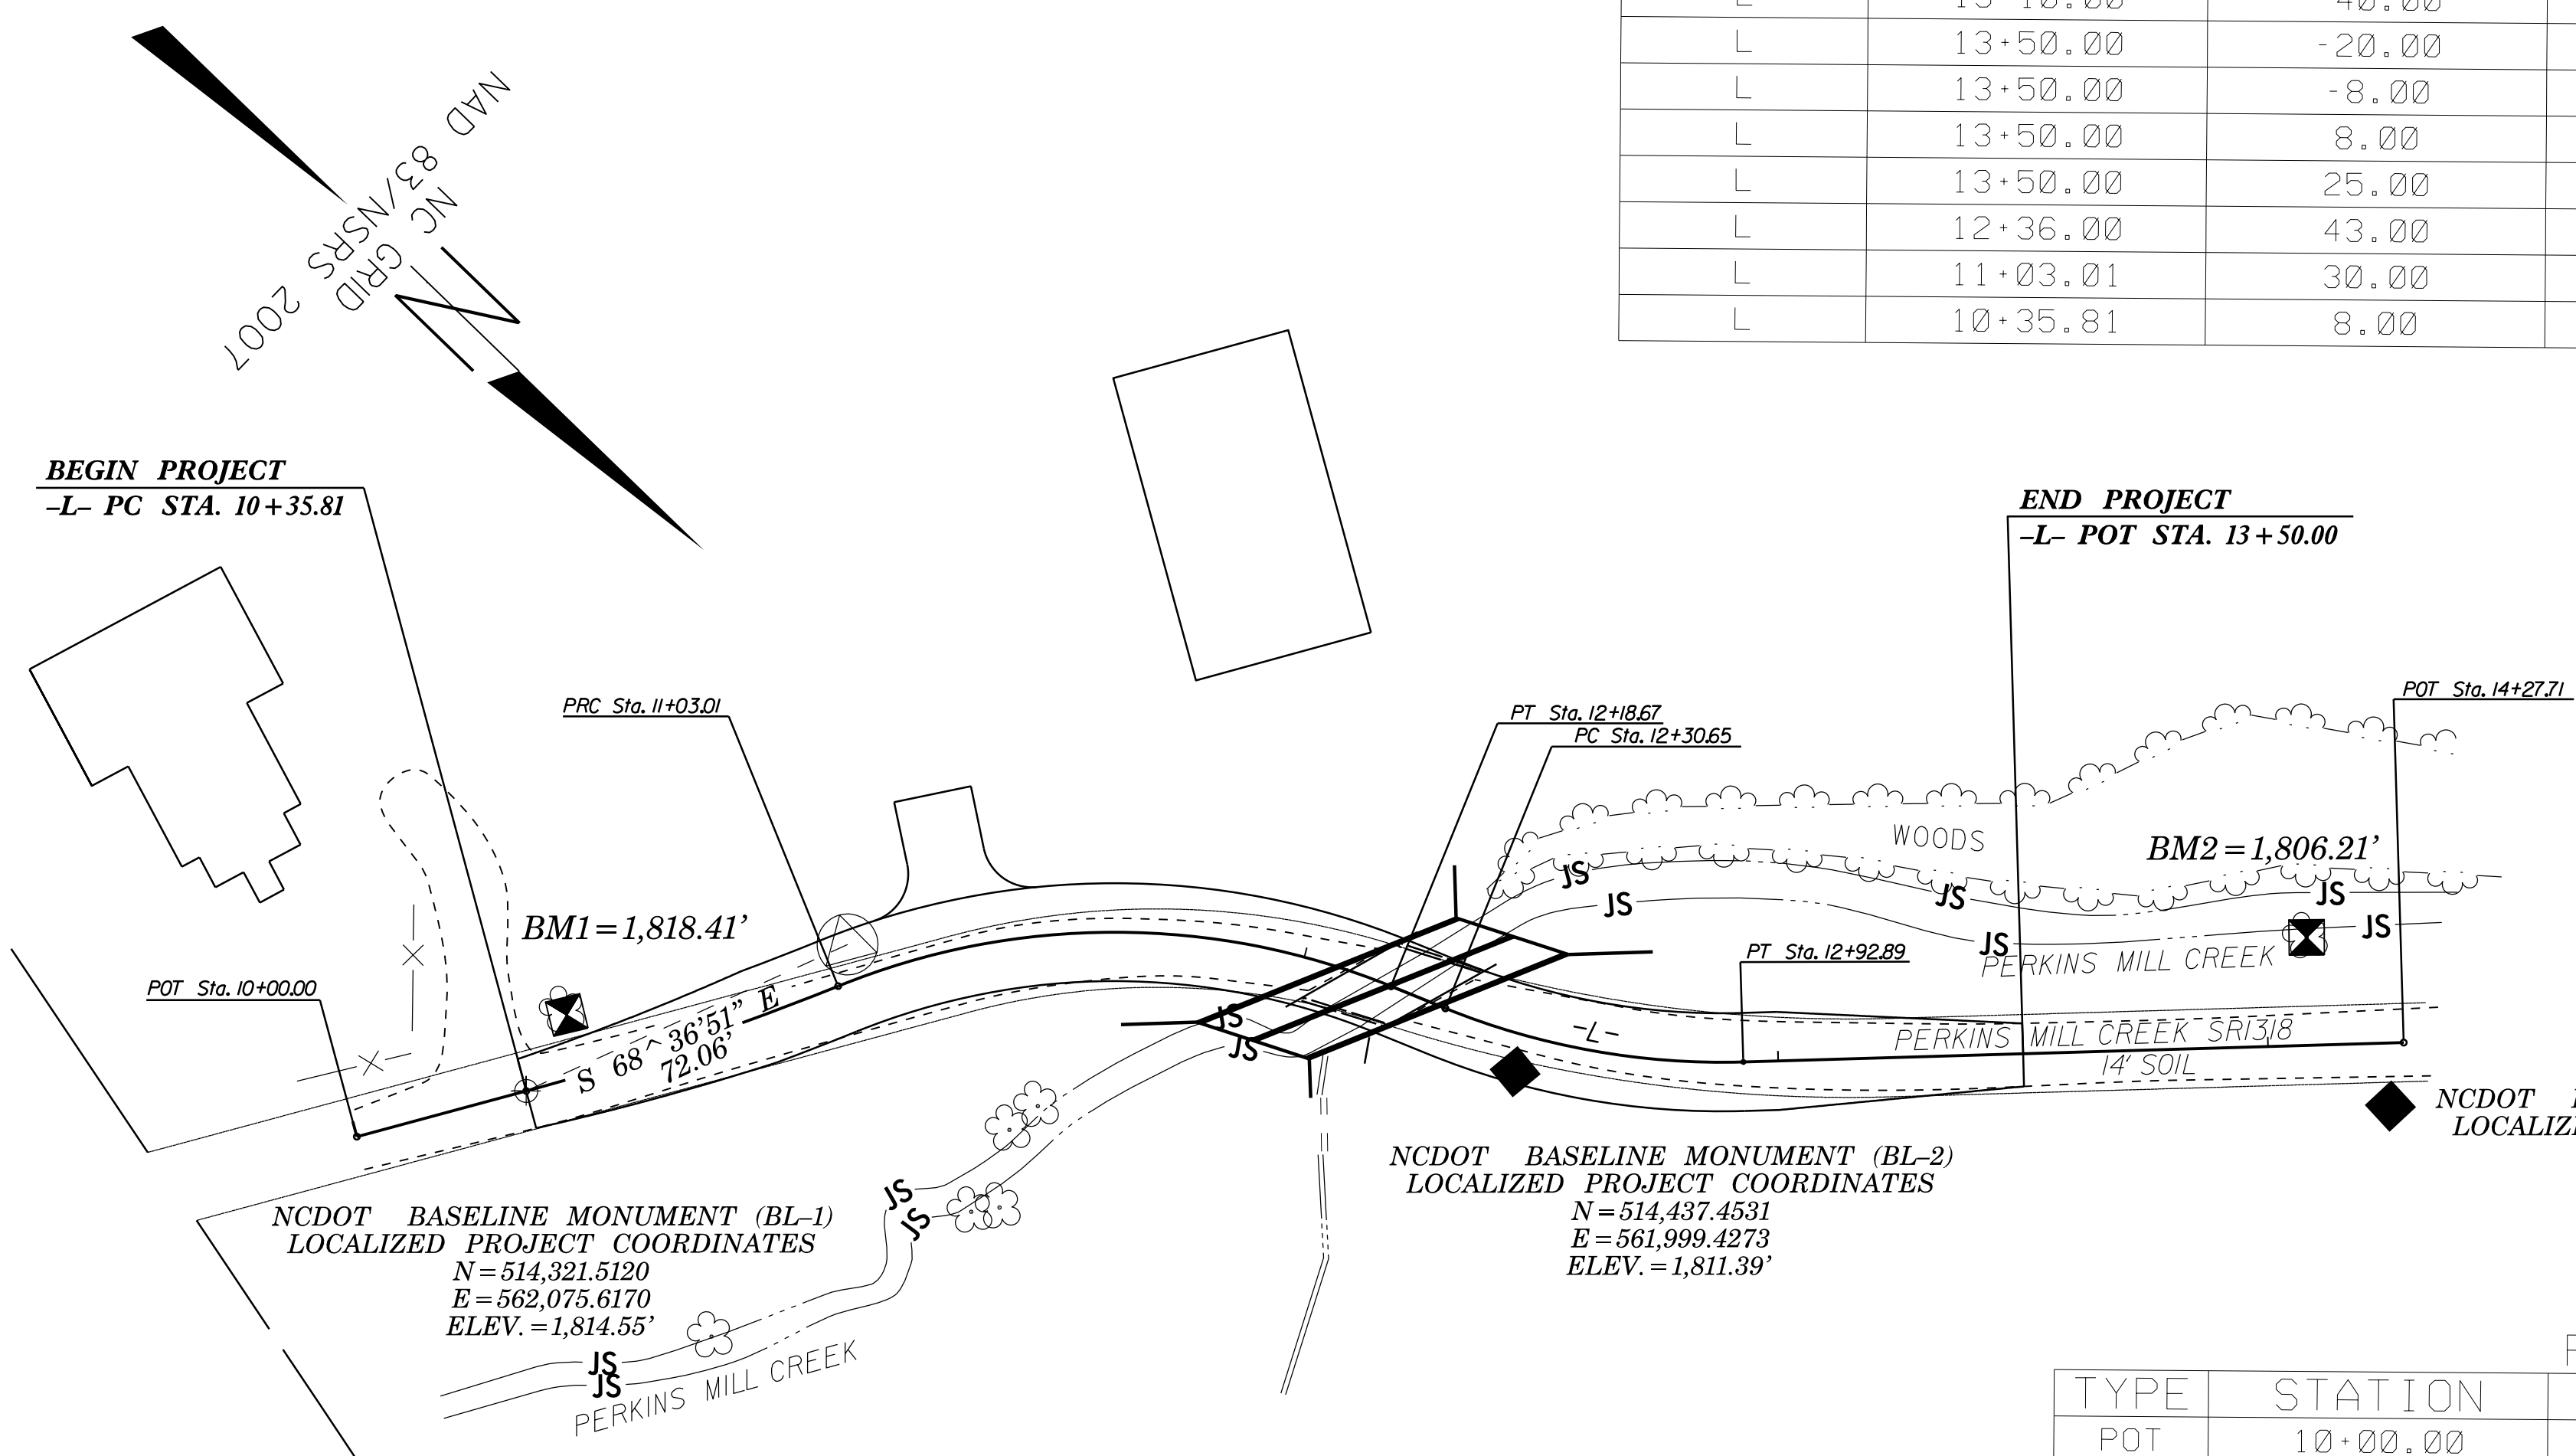 L 13+50.00 -20.00
L 13+50.00 -8.00
L 13+50.00 8.00
L 13+50.00 25.00
L 12+36.00 43.00
L 11+03.01 30.00
L 10+35.81 8.00
NC GRID
NAD 83/NSRS 2007
N
BEGIN PROJECT
–L– PC STA. 10+35.81
END PROJECT
–L– POT STA. 13+50.00
PRC Sta. 11+03.01
PT Sta. 12+18.67
PC Sta. 12+30.65
POT Sta. 14+27.71
WOODS
BM2=1,806.21’
JS
JS
JS
JS
JS
JS
BM1=1,818.41’
PT Sta. 12+92.89
PERKINS MILL CREEK
POT Sta. 10+00.00
S 68^36’51” E
72.06’
JS
JS
–L–
PERKINS MILL CREEK SR1318
14’ SOIL
NCDOT
NCDOT BASELINE MONUMENT (BL–2)
LOCALIZED PROJECT COORDINATES
N=514,437.4531
E=561,999.4273
ELEV.=1,811.39’
JS
JS
NCDOT BASELINE MONUMENT (BL–1)
LOCALIZED PROJECT COORDINATES
N=514,321.5120
E=562,075.6170
ELEV.=1,814.55’
JS
JS
PERKINS MILL CREEK
TYPE STATION
POT 10+00.00